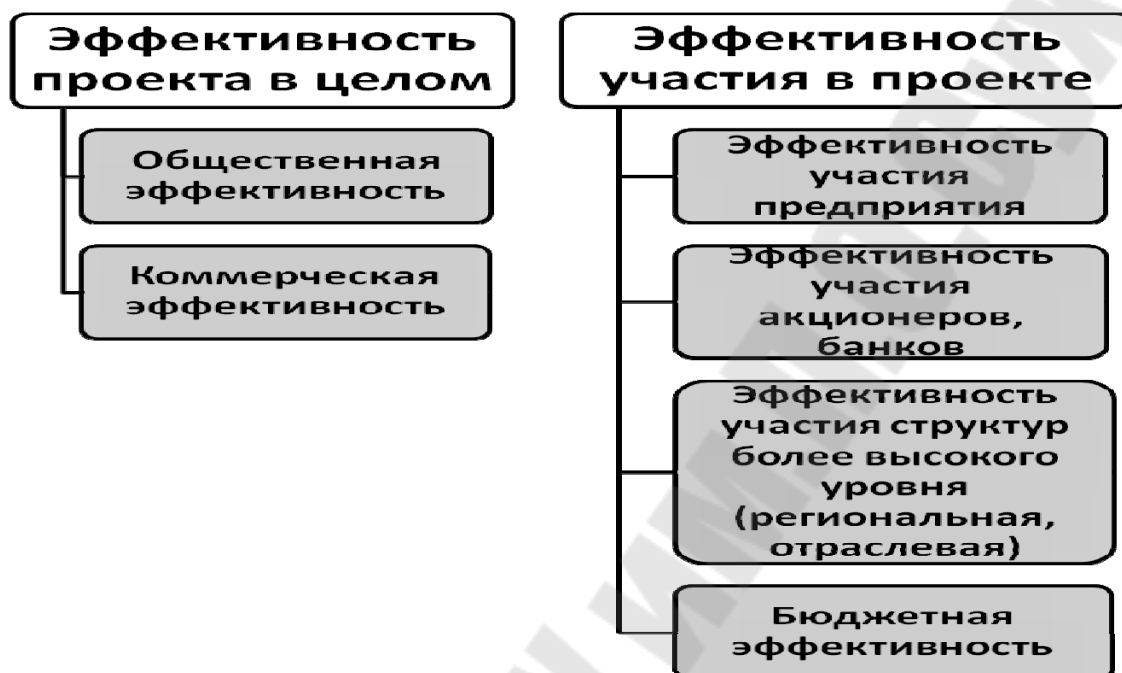 Эффективность
проекта в целом
Общественная
эффективность
Коммерческая
эффективность
Эффективность
участия в проекте
Эффективность
участия
предприятия
Эффективность
участия
акционеров,
банков
Эффективность
участия структур
более высокого
уровня
(региональная,
отраслевая)
Бюджетная
эффективность